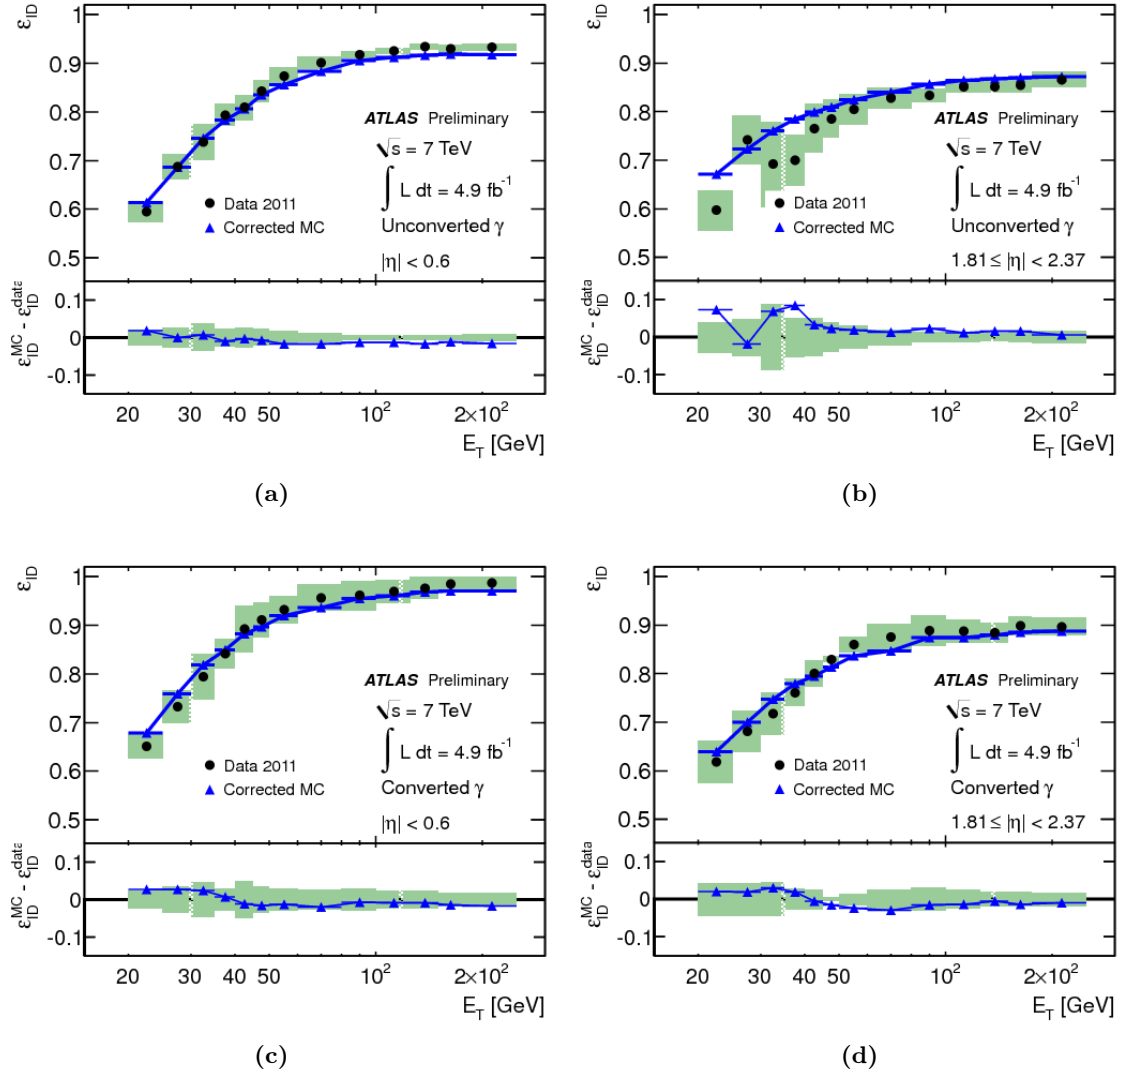 ε_ID
1
0.9
0.8
0.7
0.6
0.5
ATLAS Preliminary
√s = 7 TeV
∫ L dt = 4.9 fb⁻¹
Data 2011
Corrected MC
Unconverted γ
|η| < 0.6
ε_ID^MC - ε_ID^data
0.1
0
-0.1
20 30 40 50 10² 2×10²
E_T [GeV]
(a)
ε_ID
1
0.9
0.8
0.7
0.6
0.5
ATLAS Preliminary
√s = 7 TeV
∫ L dt = 4.9 fb⁻¹
Data 2011
Corrected MC
Unconverted γ
1.81≤ |η| < 2.37
ε_ID^MC - ε_ID^data
0.1
0
-0.1
20 30 40 50 10² 2×10²
E_T [GeV]
(b)
ε_ID
1
0.9
0.8
0.7
0.6
0.5
ATLAS Preliminary
√s = 7 TeV
∫ L dt = 4.9 fb⁻¹
Data 2011
Corrected MC
Converted γ
|η| < 0.6
ε_ID^MC - ε_ID^data
0.1
0
-0.1
20 30 40 50 10² 2×10²
E_T [GeV]
(c)
ε_ID
1
0.9
0.8
0.7
0.6
0.5
ATLAS Preliminary
√s = 7 TeV
∫ L dt = 4.9 fb⁻¹
Data 2011
Corrected MC
Converted γ
1.81≤ |η| < 2.37
ε_ID^MC - ε_ID^data
0.1
0
-0.1
20 30 40 50 10² 2×10²
E_T [GeV]
(d)